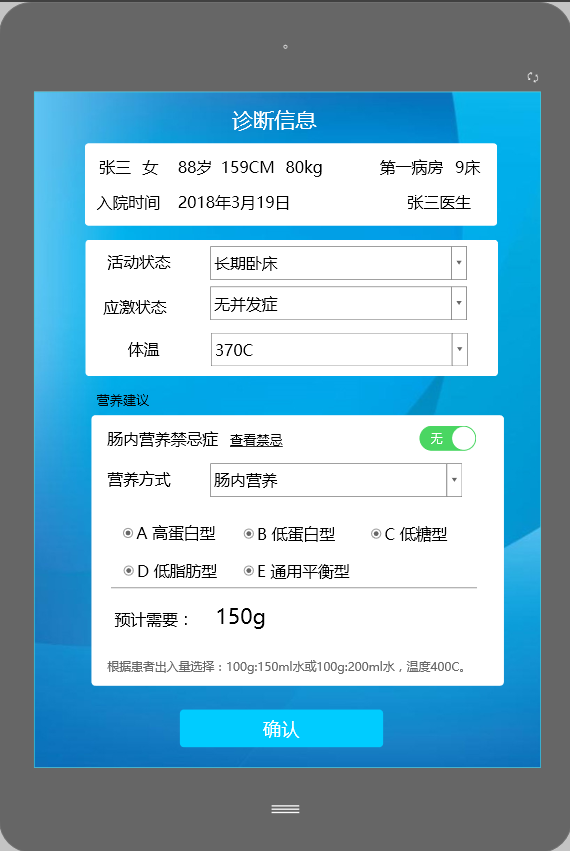 诊断信息
张三 女 88岁 159CM 80kg 第一病房 9床
入院时间 2018年3月19日 张三医生
活动状态 长期卧床
应激状态 无并发症
体温 370C
营养建议
肠内营养禁忌症 查看禁忌 无
营养方式 肠内营养
A 高蛋白型 B 低蛋白型 C 低糖型
D 低脂肪型 E 通用平衡型
预计需要： 150g
根据患者出入量选择：100g:150ml水或100g:200ml水，温度400C。
确认